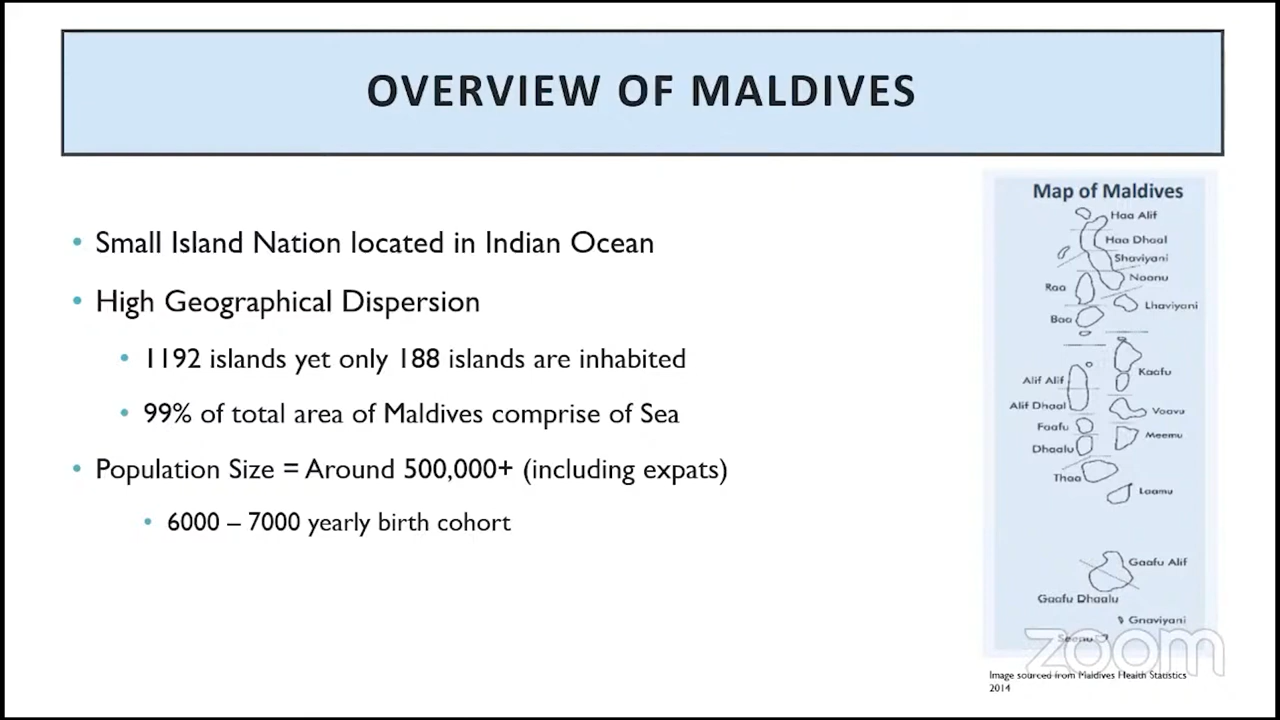 OVERVIEW OF MALDIVES
• Small Island Nation located in Indian Ocean
• High Geographical Dispersion
• 1192 islands yet only 188 islands are inhabited
• 99% of total area of Maldives comprise of Sea
• Population Size = Around 500,000+ (including expats)
• 6000 – 7000 yearly birth cohort
Map of Maldives
Haa Alif
Haa Dhaal
Shaviyani
Noonu
Raa
Lhaviyani
Baa
Kaafu
Alif Alif
Alif Dhaal
Vaavu
Faafu
Meemu
Dhaalu
Thaa
Laamu
Gaafu Alif
Gaafu Dhaalu
Gnaviyani
Seenu
zoom
Image sourced from Maldives Health Statistics
2014